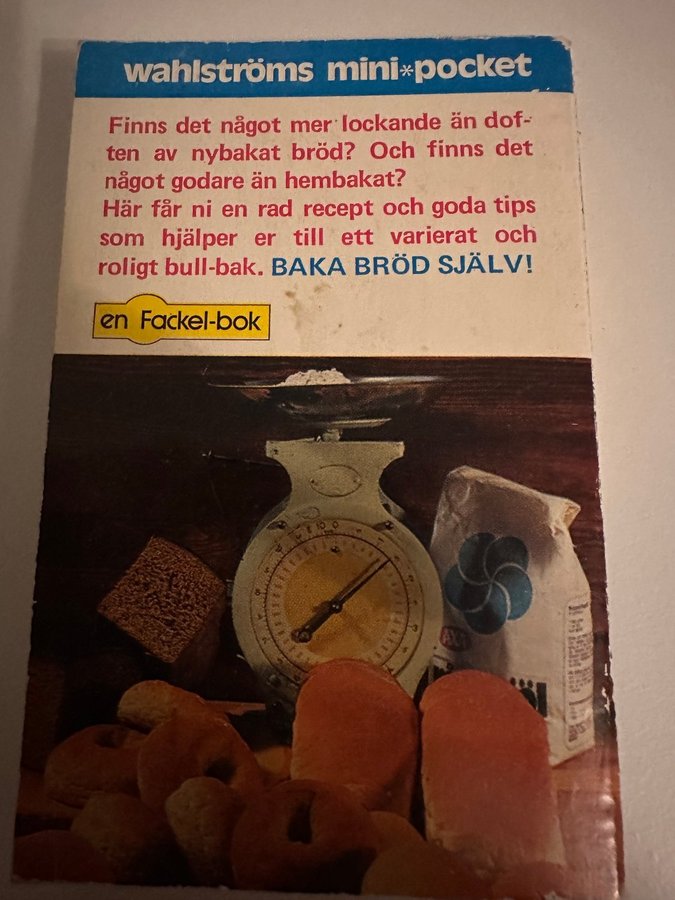 wahlströms mini*pocket
Finns det något mer lockande än dof-
ten av nybakat bröd? Och finns det
något godare än hembakat?
Här får ni en rad recept och goda tips
som hjälper er till ett varierat och
roligt bull-bak. BAKA BRÖD SJÄLV!
en Fackel-bok